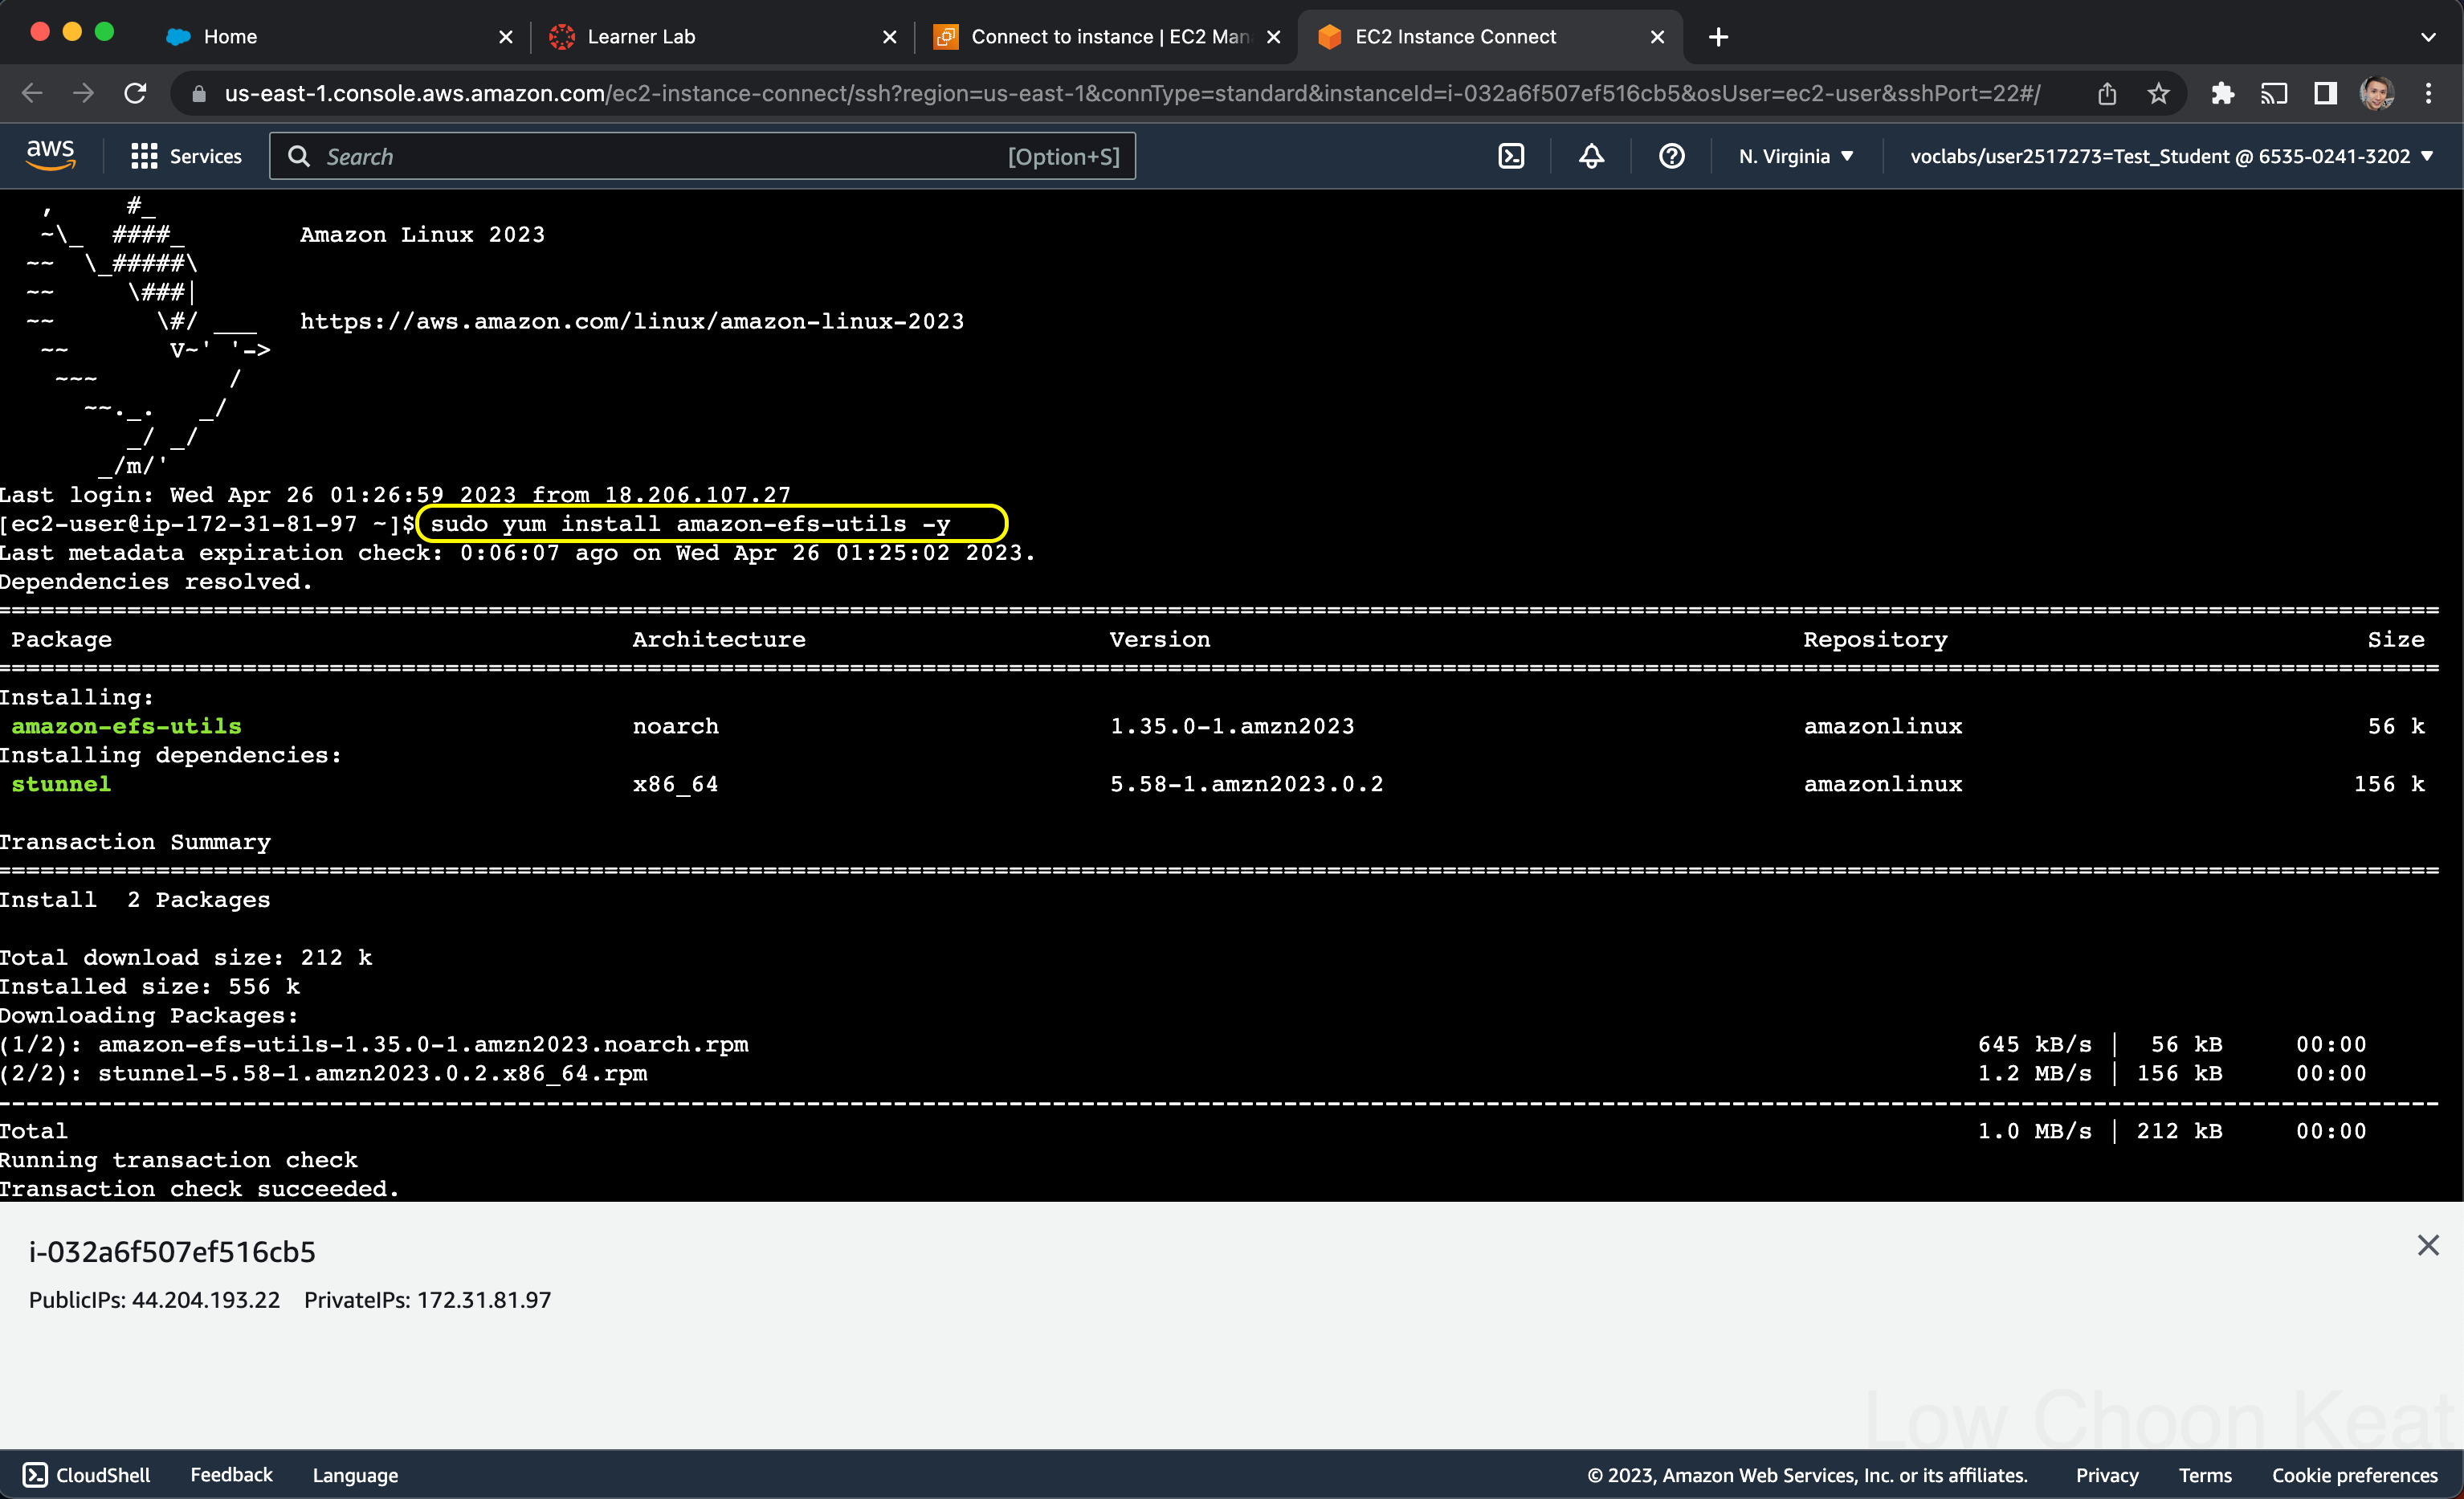 Home
Learner Lab
Connect to instance | EC2 Man
EC2 Instance Connect
us-east-1.console.aws.amazon.com/ec2-instance-connect/ssh?region=us-east-1&connType=standard&instanceId=i-032a6f507ef516cb5&osUser=ec2-user&sshPort=22#/
aws Services Search [Option+S] N. Virginia voclabs/user2517273=Test_Student @ 6535-0241-3202
   ,     #_
   ~\_  ####_        Amazon Linux 2023
  ~~  \_#####\
  ~~     \###|
  ~~       \#/ ___   https://aws.amazon.com/linux/amazon-linux-2023
   ~~       V~' '->
    ~~~         /
      ~~._.   _/
         _/ _/
       _/m/'
Last login: Wed Apr 26 01:26:59 2023 from 18.206.107.27
[ec2-user@ip-172-31-81-97 ~]$ sudo yum install amazon-efs-utils -y
Last metadata expiration check: 0:06:07 ago on Wed Apr 26 01:25:02 2023.
Dependencies resolved.
Package Architecture Version Repository Size
Installing:
amazon-efs-utils noarch 1.35.0-1.amzn2023 amazonlinux 56 k
Installing dependencies:
stunnel x86_64 5.58-1.amzn2023.0.2 amazonlinux 156 k
Transaction Summary
Install 2 Packages
Total download size: 212 k
Installed size: 556 k
Downloading Packages:
(1/2): amazon-efs-utils-1.35.0-1.amzn2023.noarch.rpm 645 kB/s | 56 kB 00:00
(2/2): stunnel-5.58-1.amzn2023.0.2.x86_64.rpm 1.2 MB/s | 156 kB 00:00
Total 1.0 MB/s | 212 kB 00:00
Running transaction check
Transaction check succeeded.
i-032a6f507ef516cb5
PublicIPs: 44.204.193.22 PrivateIPs: 172.31.81.97
Low Choon Keat
CloudShell Feedback Language © 2023, Amazon Web Services, Inc. or its affiliates. Privacy Terms Cookie preferences